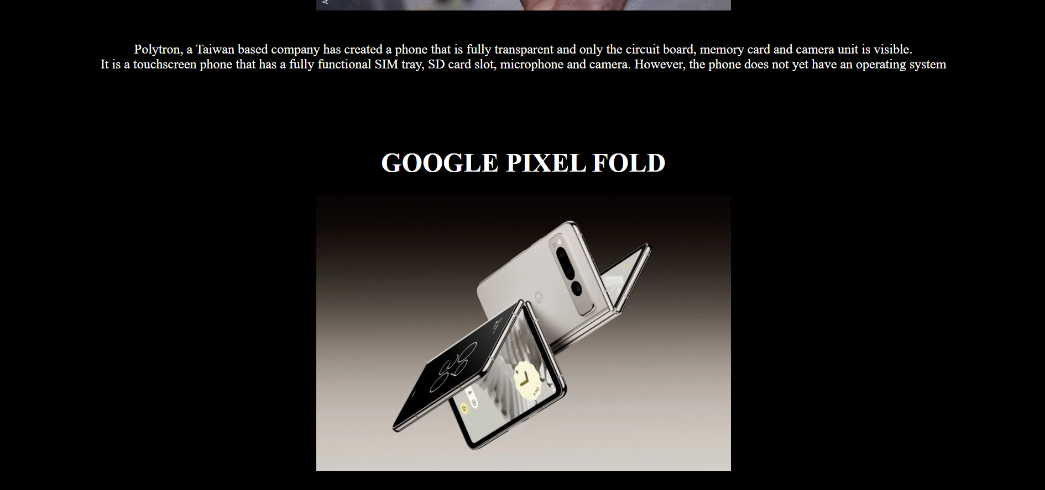 Polytron, a Taiwan based company has created a phone that is fully transparent and only the circuit board, memory card and camera unit is visible.
It is a touchscreen phone that has a fully functional SIM tray, SD card slot, microphone and camera. However, the phone does not yet have an operating system
GOOGLE PIXEL FOLD